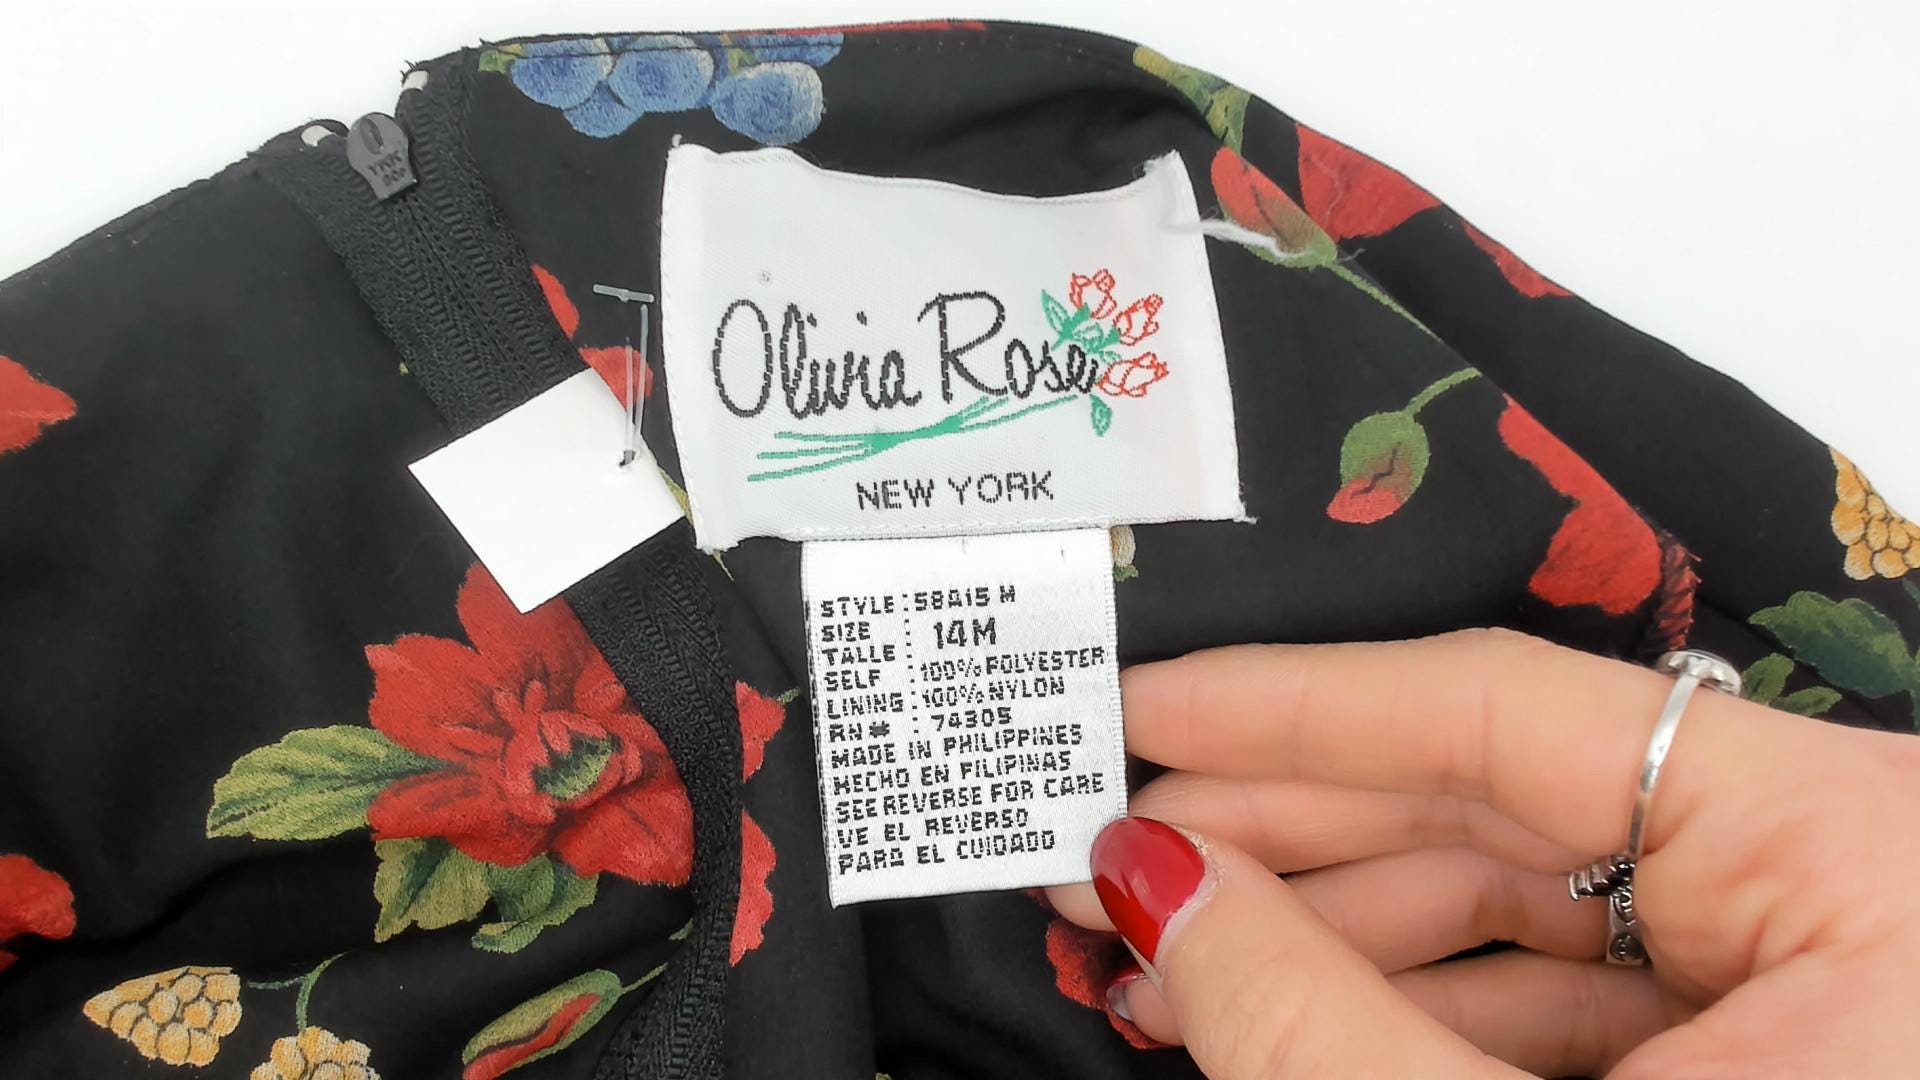 YKK
Olivia Rose
NEW YORK
STYLE : 58A15 M
SIZE : 14M
TALLE :
SELF : 100% POLYESTER
LINING : 100% NYLON
RN# : 74305
MADE IN PHILIPPINES
HECHO EN FILIPINAS
SEE REVERSE FOR CARE
VE EL REVERSO
PARA EL CUIDADO